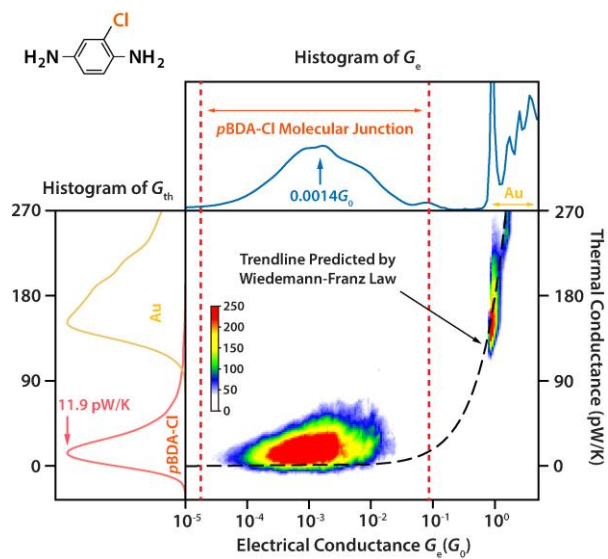 Cl
H₂N
NH₂
Histogram of Gₑ
pBDA-Cl Molecular Junction
0.0014G₀
Au
Histogram of Gₜₕ
270
180
90
0
Au
11.9 pW/K
pBDA-Cl
Trendline Predicted by
Wiedemann-Franz Law
250
200
150
100
50
0
270
180
90
0
Thermal Conductance (pW/K)
10⁻⁵
10⁻⁴
10⁻³
10⁻²
10⁻¹
10⁰
Electrical Conductance Gₑ(G₀)